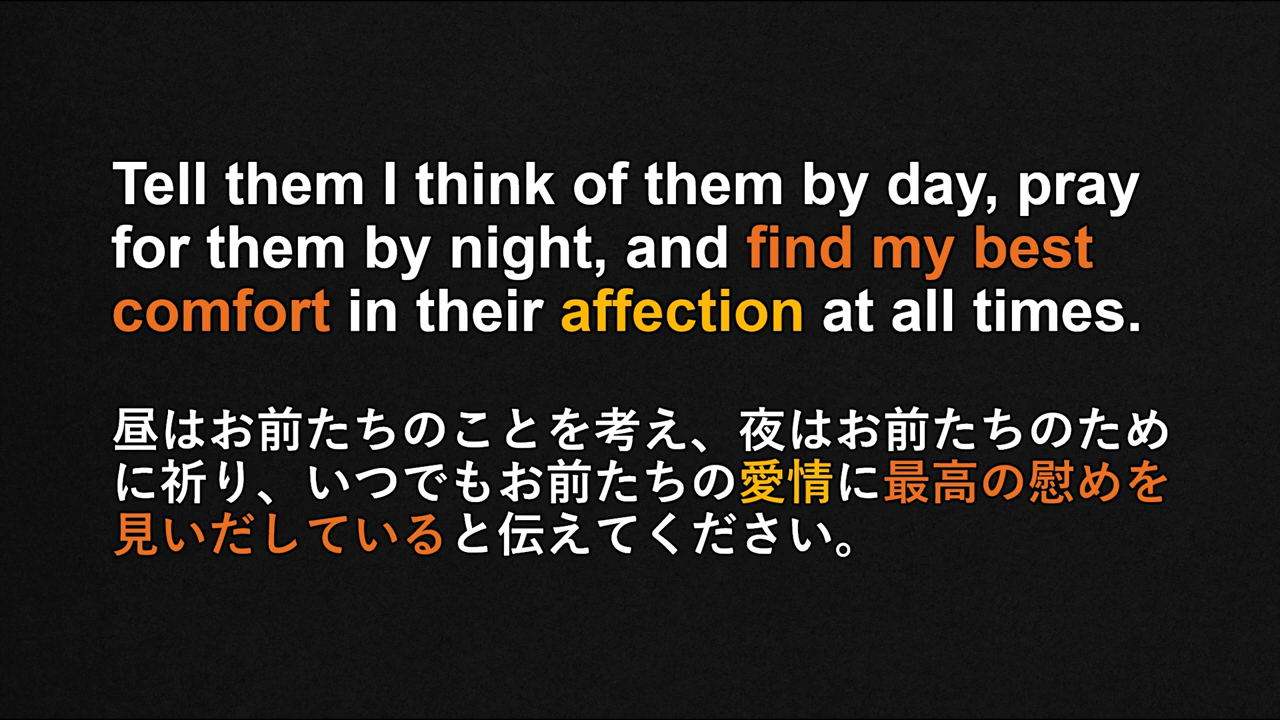 Tell them I think of them by day, pray
for them by night, and find my best
comfort in their affection at all times.
昼はお前たちのことを考え、夜はお前たちのため
に祈り、いつでもお前たちの愛情に最高の慰めを
見いだしていると伝えてください。